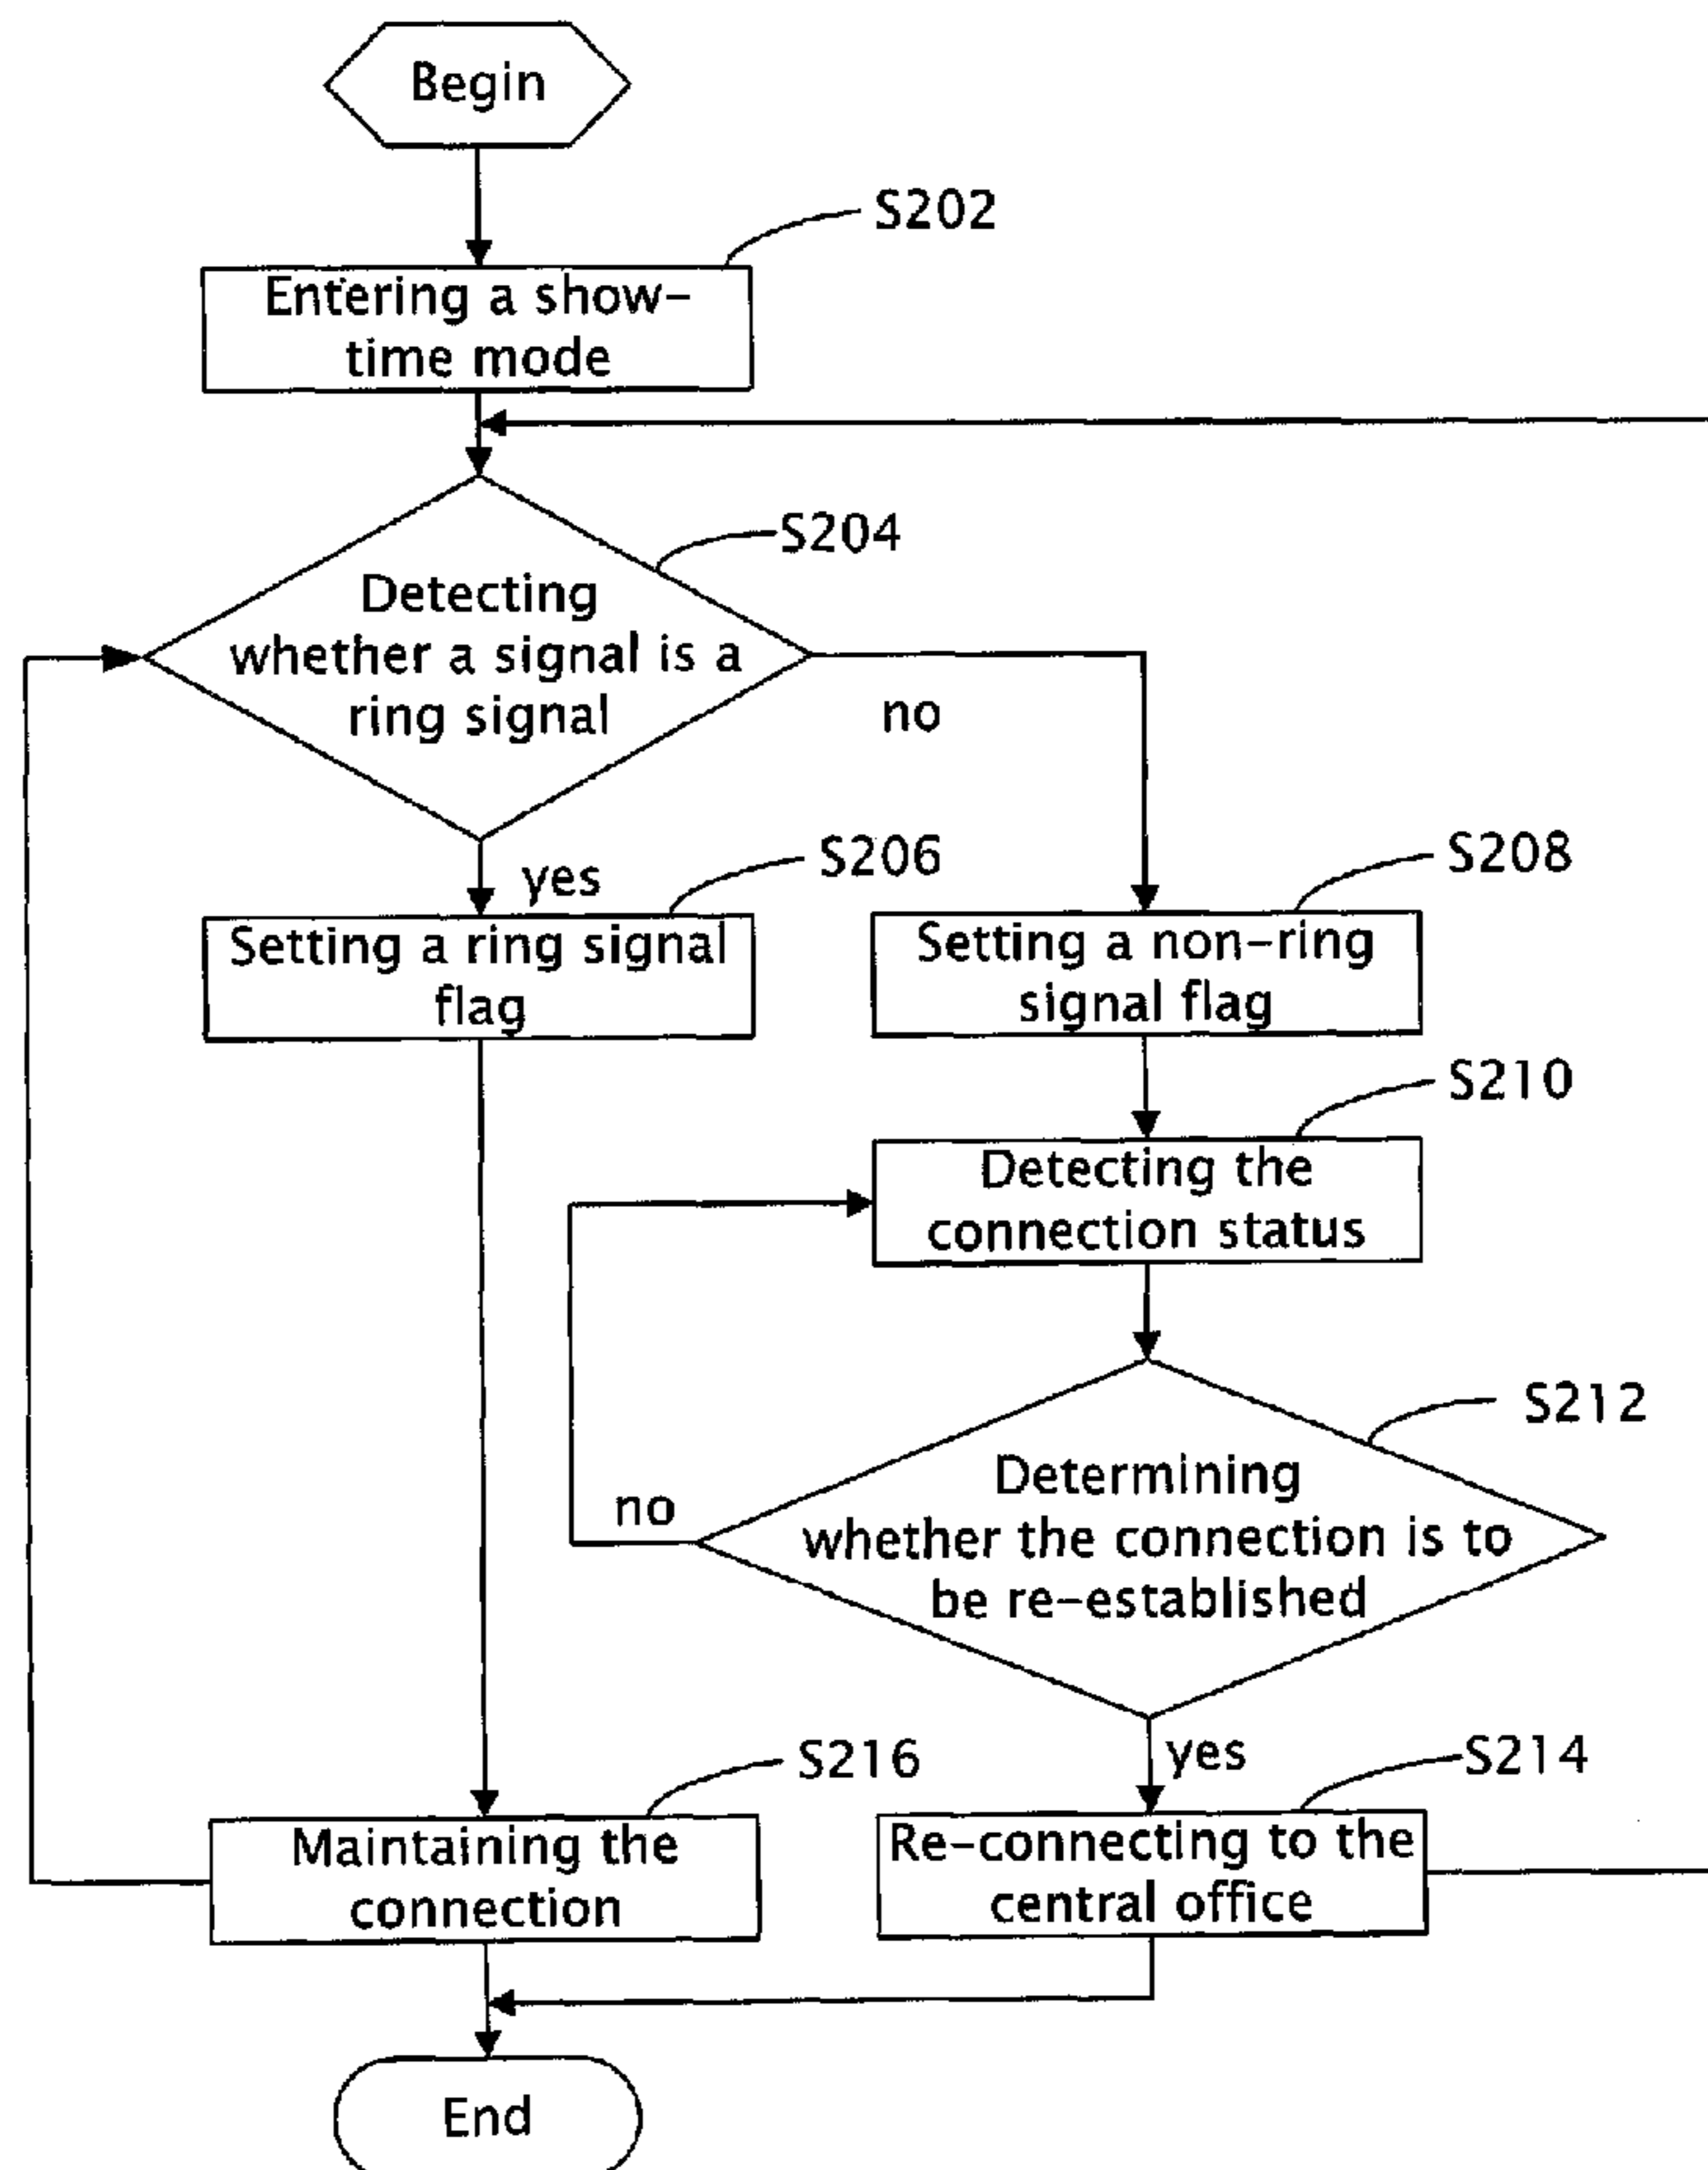 Begin
S202
Entering a show-
time mode
S204
Detecting
whether a signal is a
ring signal
no
yes
S206
S208
Setting a ring signal
flag
Setting a non-ring
signal flag
S210
Detecting the
connection status
S212
Determining
whether the connection is to
be re-established
no
yes
S216
S214
Maintaining the
connection
Re-connecting to the
central office
End